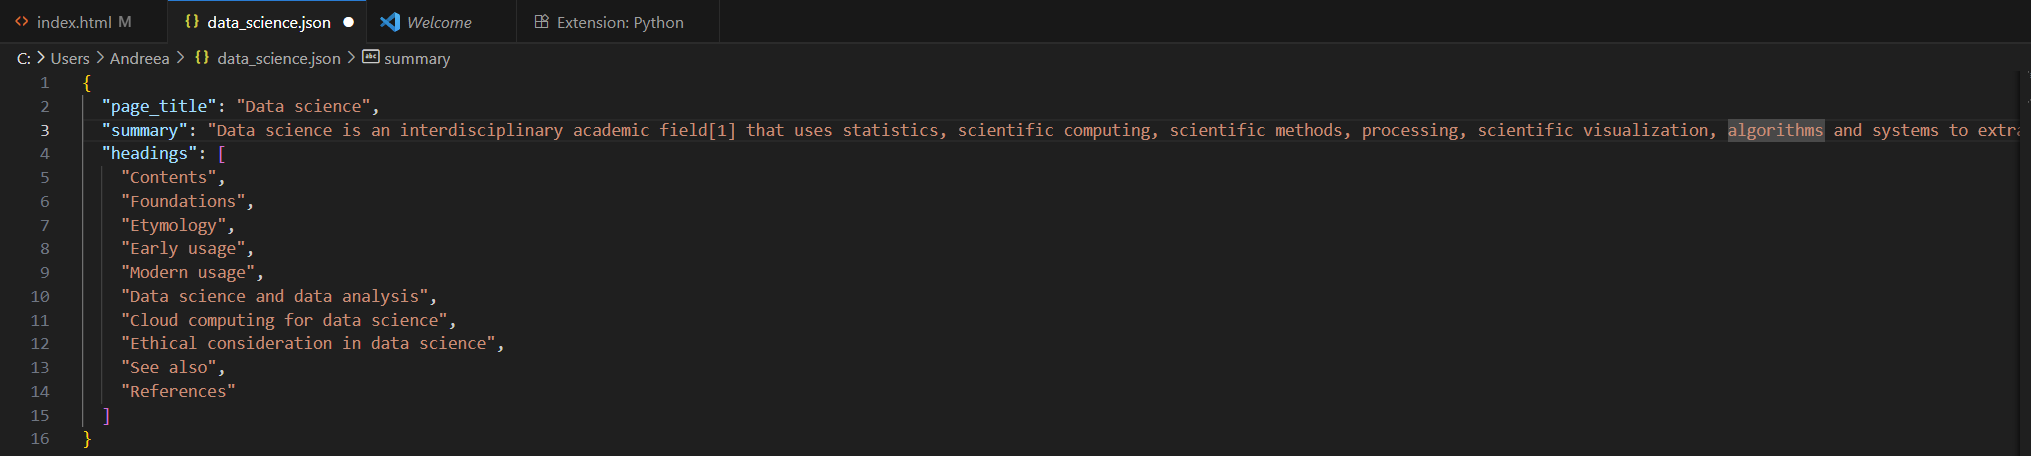 index.html M data_science.json Welcome Extension: Python
C: > Users > Andreea > {} data_science.json > abc summary
1 {
2 "page_title": "Data science",
3 "summary": "Data science is an interdisciplinary academic field[1] that uses statistics, scientific computing, scientific methods, processing, scientific visualization, algorithms and systems to extra
4 "headings": [
5 "Contents",
6 "Foundations",
7 "Etymology",
8 "Early usage",
9 "Modern usage",
10 "Data science and data analysis",
11 "Cloud computing for data science",
12 "Ethical consideration in data science",
13 "See also",
14 "References"
15 ]
16 }